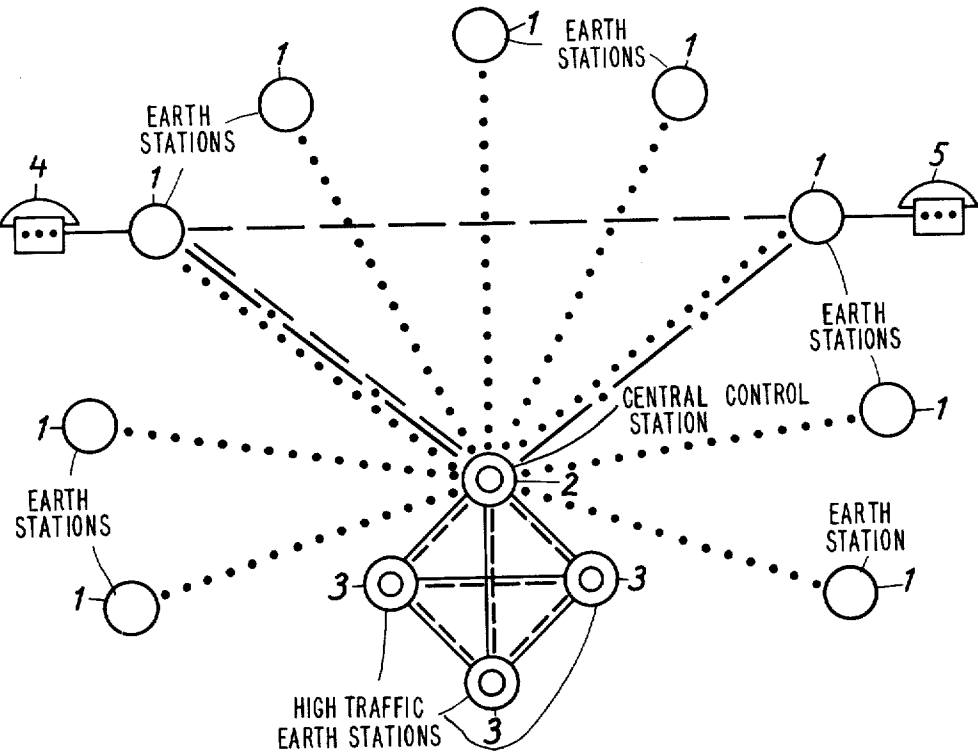 1
EARTH
STATIONS
1
1
EARTH
STATIONS
4
1
1
5
EARTH
STATIONS
CENTRAL CONTROL
STATION
1
1
2
EARTH
STATIONS
EARTH
STATION
1
3
3
1
HIGH TRAFFIC
EARTH STATIONS
3